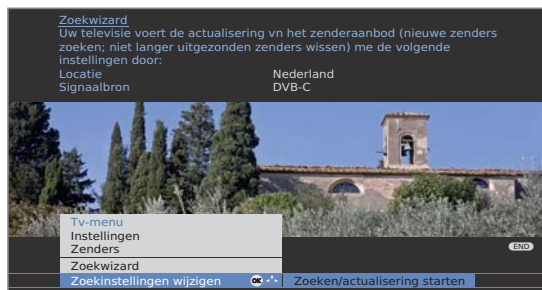 Zoekwizard
Uw televisie voert de actualisering vn het zenderaanbod (nieuwe zenders
zoeken; niet langer uitgezonden zenders wissen) me de volgende
instellingen door:
Locatie Nederland
Signaalbron DVB-C
Tv-menu
Instellingen
Zenders
END
Zoekwizard
Zoekinstellingen wijzigen OK Zoeken/actualisering starten